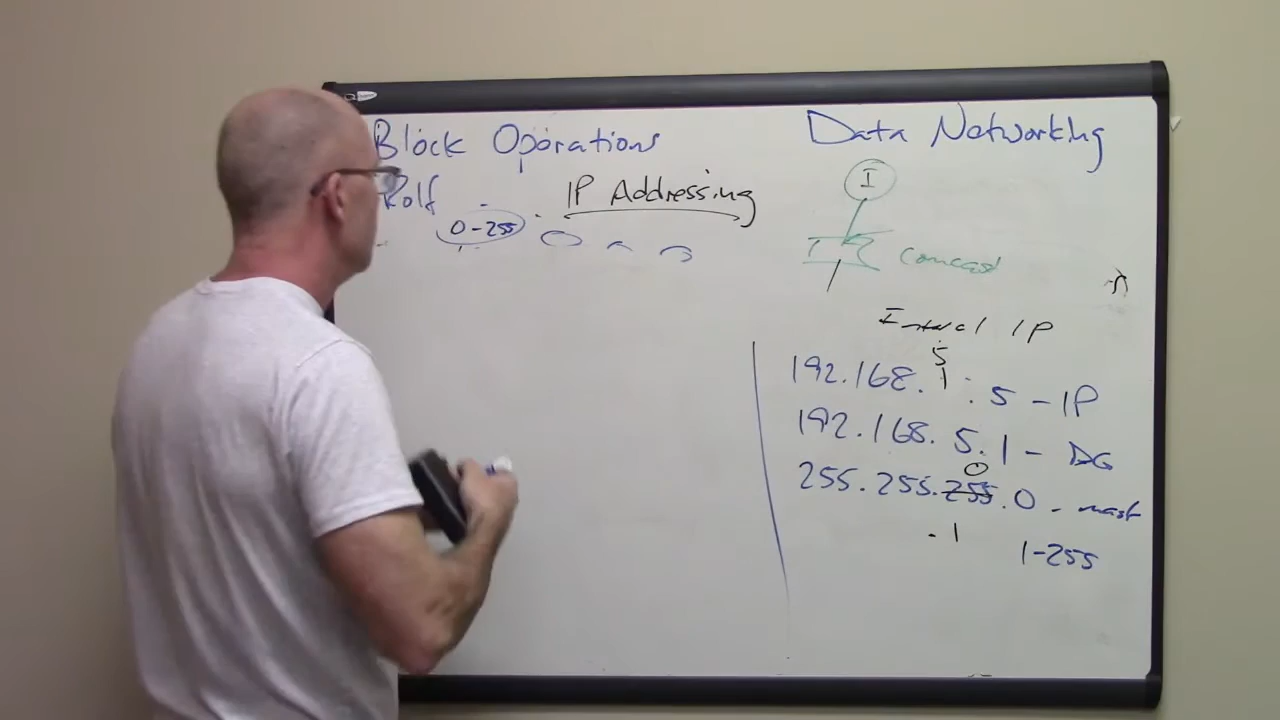 Block Operations
Rolf
IP Addressing
0-255
Data Networking
I
comcast
Internal IP
5
192.168.1.5 - IP
192.168.5.1 - DG
0
255.255.255.0 - mask
.1
1-255